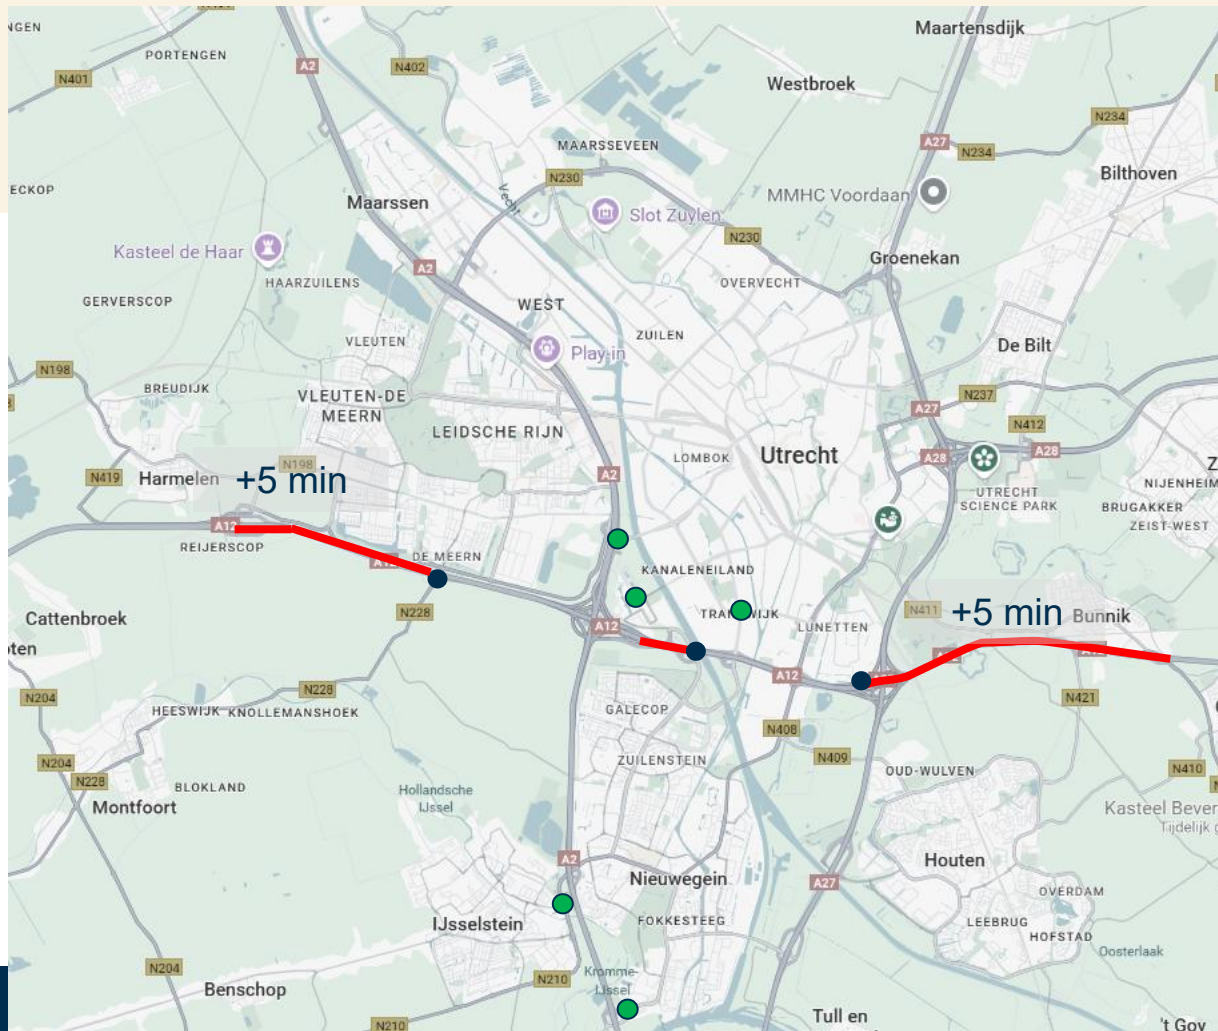 NGEN
PORTENGEN
N401
A2
N402
Maartensdijk
Westbroek
N234
A27
N234
MAARSSEVEEN
N230
Bilthoven
ECKOP
Maarssen
Vecht
Slot Zuylen
MMHC Voordaan
N230
Kasteel de Haar
HAARZUILENS
A2
Groenekan
GERVERSCOP
WEST
OVERVECHT
VLEUTEN
ZUILEN
Play-in
De Bilt
N198
BREUDIJK
VLEUTEN-DE
MEERN
N237
A27
N412
LEIDSCHE RIJN
LOMBOK
Utrecht
A28
A28
N419
Harmelen
N198
+5 min
A2
UTRECHT
SCIENCE PARK
Z
NIJENHEIM
BRUGAKKER
ZEIST-WEST
A12
REIJERSCOP
DE MEERN
KANALENEILAND
Cattenbroek
N228
A12
LUNETTEN
N411
+5 min
Bunnik
oten
N204
N228
HEESWIJK
KNOLLEMANSHOEK
GALECOP
A12
N421
N408
N204
N228
BLOKLAND
Montfoort
Hollandsche
IJssel
ZUILENSTEIN
N409
OUD-WULVEN
N410
Kasteel Bever
Tijdelijk g
A2
Nieuwegein
A27
Houten
OVERDAM
IJsselstein
FOKKESTEEG
LEEBRUG
HOFSTAD
Oosterlaak
N204
Benschop
N210
Kromme-
IJssel
N210
Tull en
't Goy